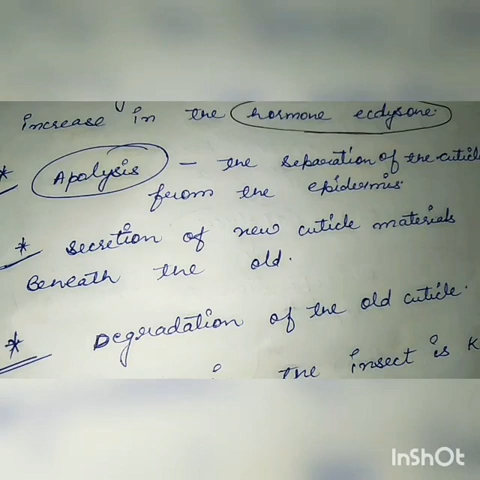 increase in the hormone ecdysone.
* Apolysis – the separation of the cuticle
from the epidermis.
* secretion of new cuticle materials
Beneath the old.
* Degradation of the old cuticle.
the insect is K
InShOt